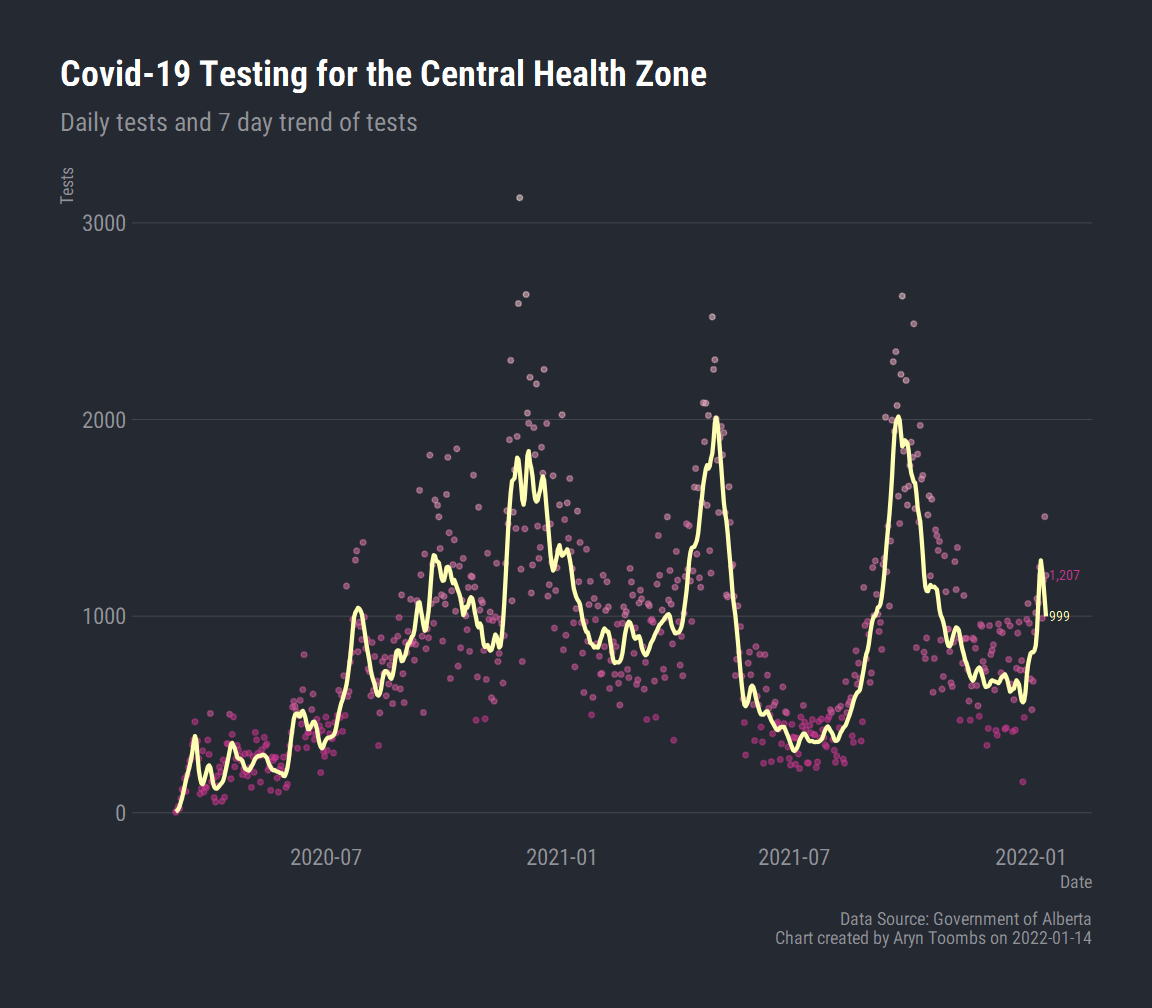 Covid-19 Testing for the Central Health Zone
Daily tests and 7 day trend of tests
Tests
3000
2000
1000
0
1,207
999
2020-07
2021-01
2021-07
2022-01
Date
Data Source: Government of Alberta
Chart created by Aryn Toombs on 2022-01-14